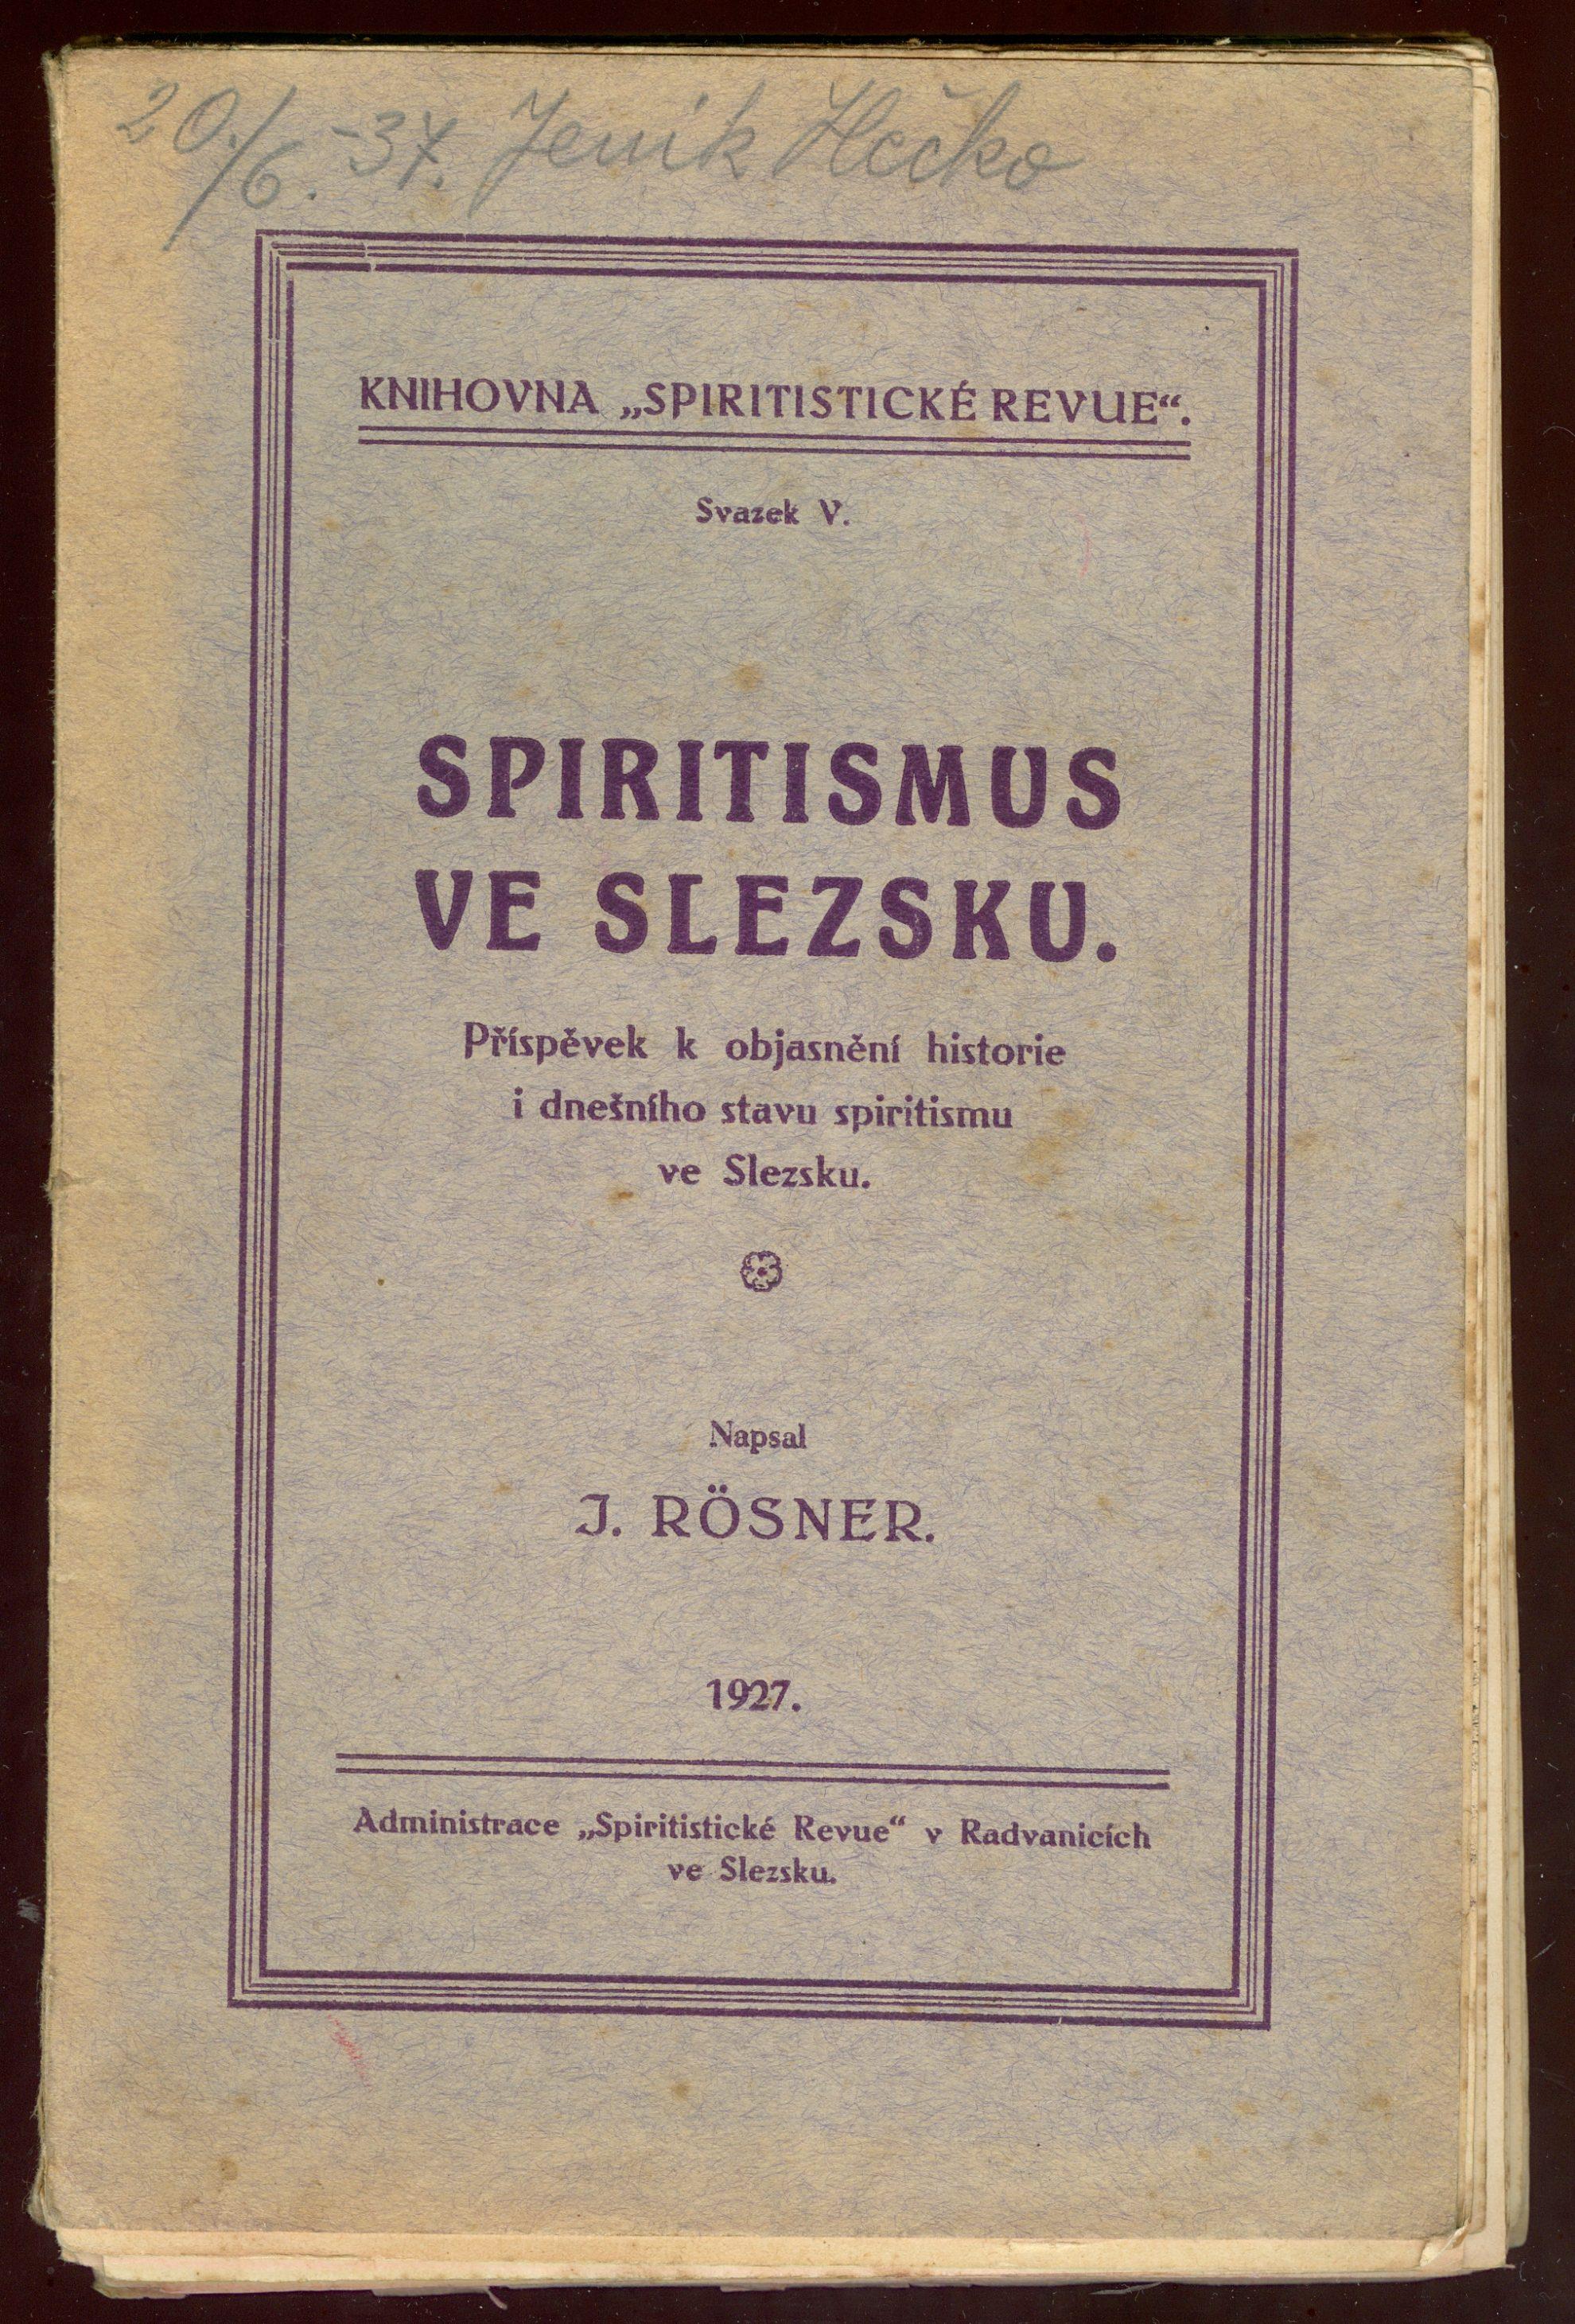 20./6. -37. Jeník Hečko
KNIHOVNA „SPIRITISTICKÉ REVUE“.
Svazek V.
SPIRITISMUS
VE SLEZSKU.
Příspěvek k objasnění historie
i dnešního stavu spiritismu
ve Slezsku.
Napsal
J. RÖSNER.
1927.
Administrace „Spiritistické Revue“ v Radvanicích
ve Slezsku.